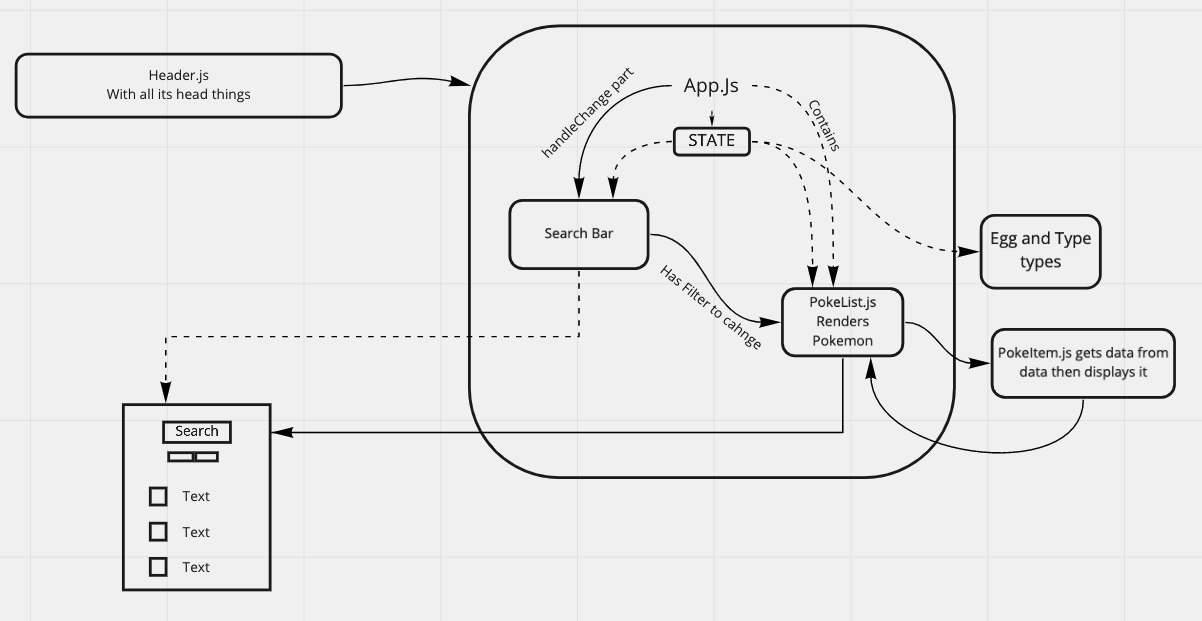 Header.js
With all its head things
App.Js
handleChange part
Contains
STATE
Search Bar
Egg and Type
types
Has Filter to cahnge
PokeList.js
Renders
Pokemon
PokeItem.js gets data from
data then displays it
Search
Text
Text
Text